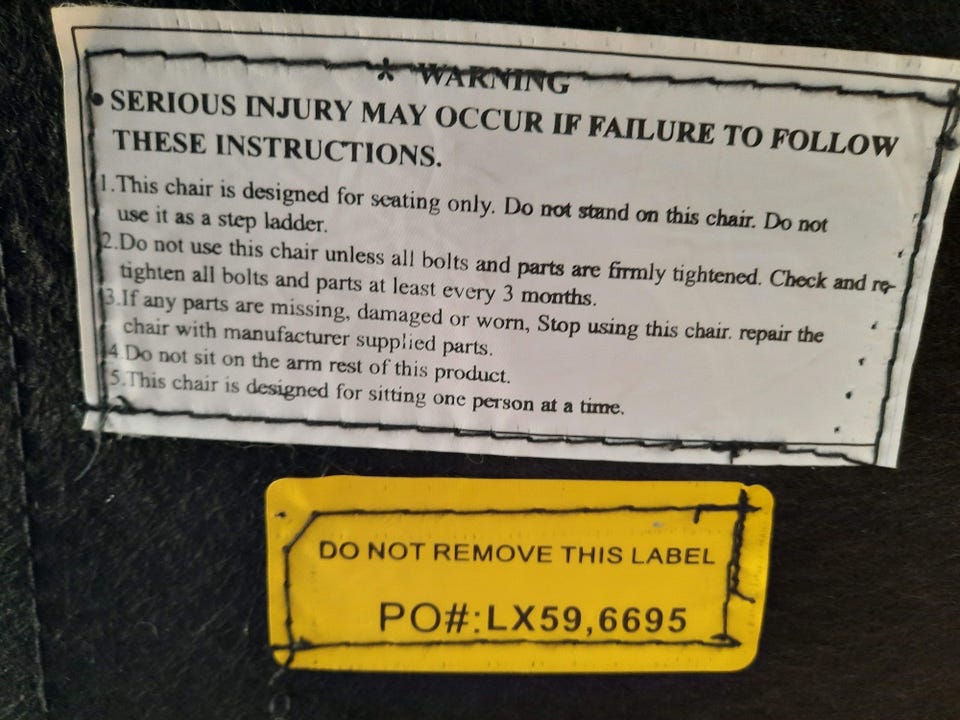 * WARNING
• SERIOUS INJURY MAY OCCUR IF FAILURE TO FOLLOW
THESE INSTRUCTIONS.
1.This chair is designed for seating only. Do not stand on this chair. Do not
use it as a step ladder.
2.Do not use this chair unless all bolts and parts are firmly tightened. Check and re-
tighten all bolts and parts at least every 3 months.
3.If any parts are missing, damaged or worn, Stop using this chair. repair the
chair with manufacturer supplied parts.
4.Do not sit on the arm rest of this product.
5.This chair is designed for sitting one person at a time.
DO NOT REMOVE THIS LABEL
PO#:LX59,6695